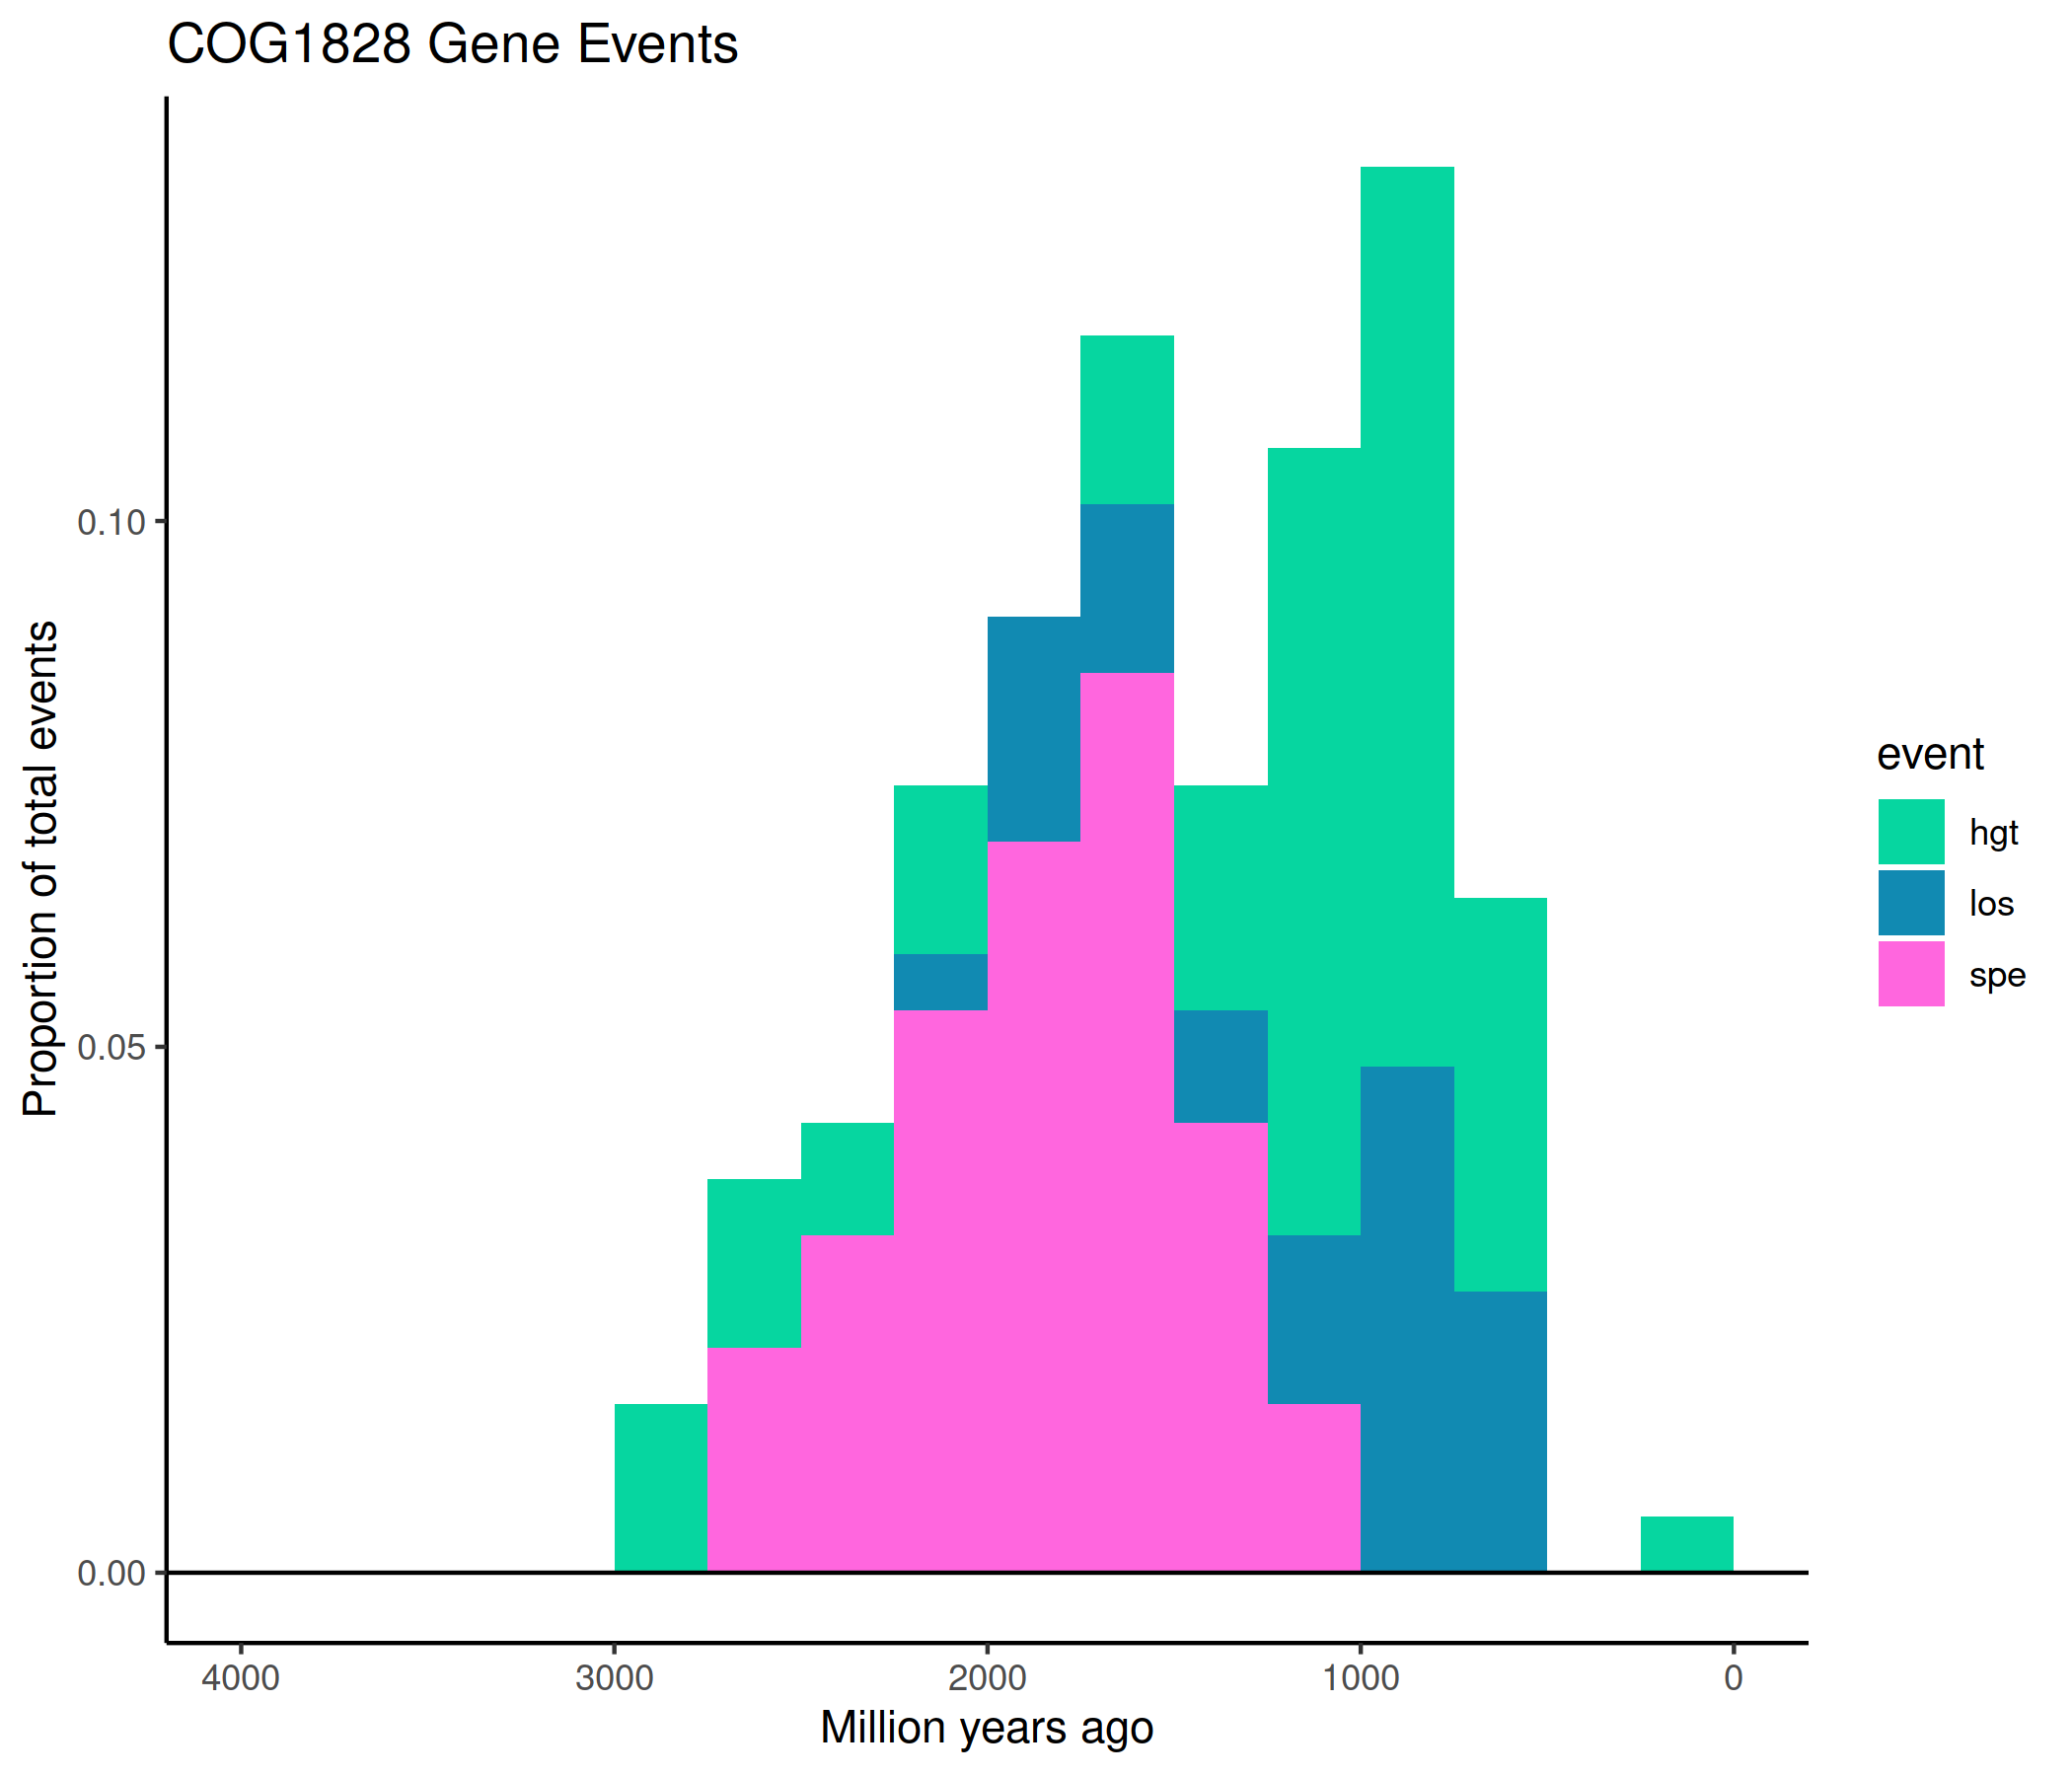 COG1828 Gene Events
Proportion of total events
0.10
0.05
0.00
4000 3000 2000 1000 0
Million years ago
event
hgt
los
spe